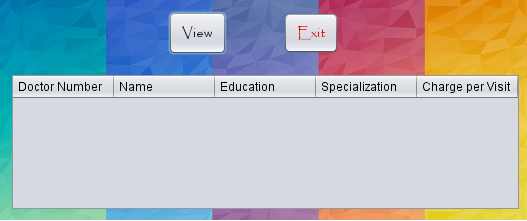 View
Exit
Doctor Number Name Education Specialization Charge per Visit